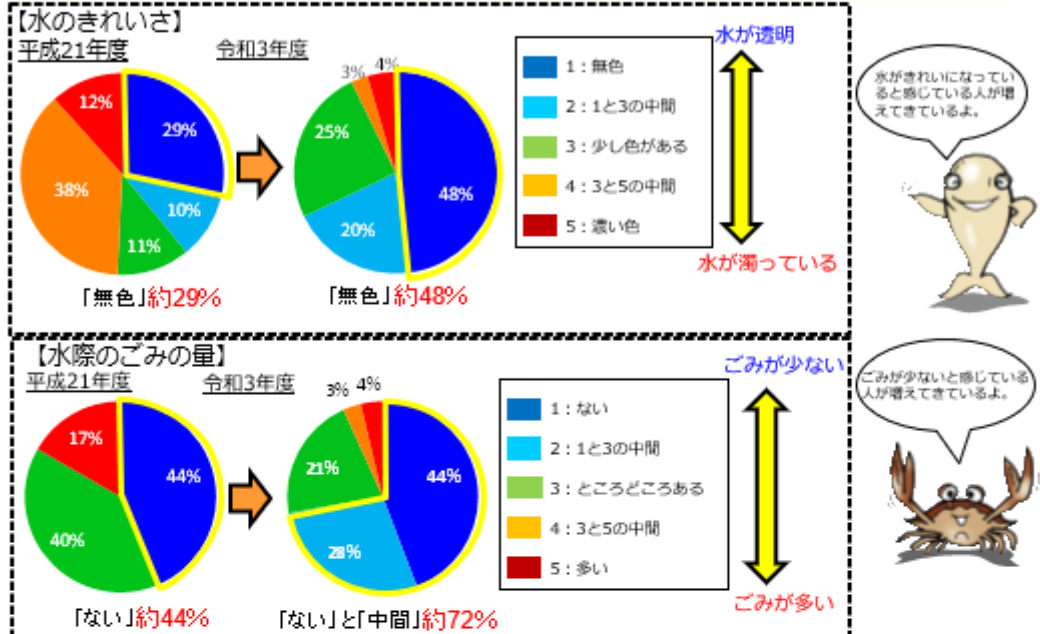 【水のきれいさ】
平成21年度
令和3年度
12%
29%
38%
10%
11%
3%
4%
25%
48%
20%
「無色」約29%
「無色」約48%
1：無色
2：1と3の中間
3：少し色がある
4：3と5の中間
5：濃い色
水が透明
水が濁っている
水がきれいになってい
ると感じている人が増
えてきているよ。
【水際のごみの量】
平成21年度
令和3年度
17%
44%
40%
3%
4%
21%
44%
28%
「ない」約44%
「ない」と「中間」約72%
1：ない
2：1と3の中間
3：ところどころある
4：3と5の中間
5：多い
ごみが少ない
ごみが多い
ごみが少ないと感じている
人が増えてきているよ。